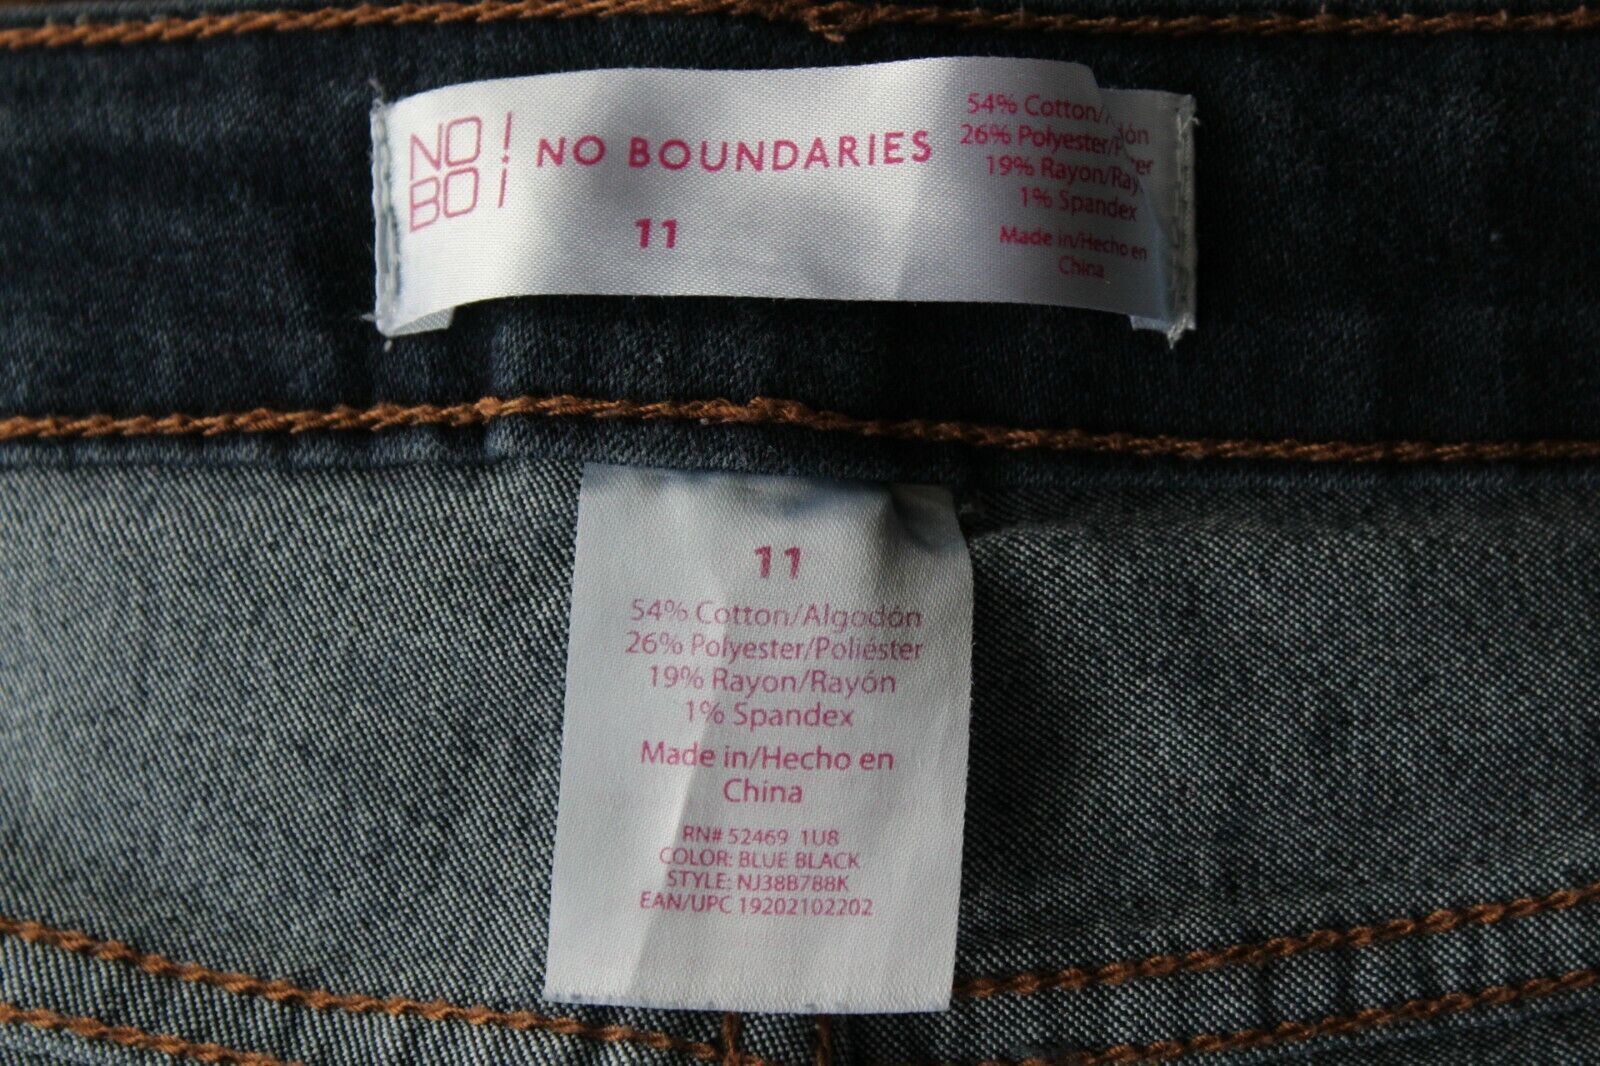 NO!
BO¡
NO BOUNDARIES
11
54% Cotton/
26% Polyester/
19% Rayon/Ray
1% Spandex
Made in/Hecho en
China
11
54% Cotton/Algodón
26% Polyester/Poliéster
19% Rayon/Rayón
1% Spandex
Made in/Hecho en
China
RN# 52469 1U8
COLOR: BLUE BLACK
STYLE: NJ38B788K
EAN/UPC 19202102202